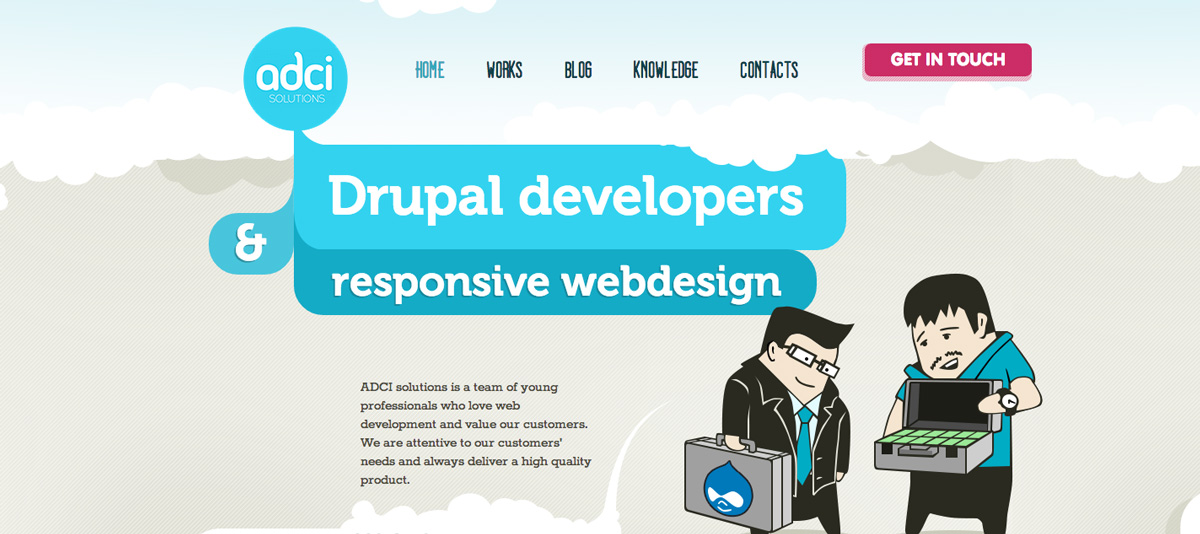 adci
SOLUTIONS
HOME WORKS BLOG KNOWLEDGE CONTACTS
GET IN TOUCH
Drupal developers
&
responsive webdesign
ADCI solutions is a team of young
professionals who love web
development and value our customers.
We are attentive to our customers'
needs and always deliver a high quality
product.